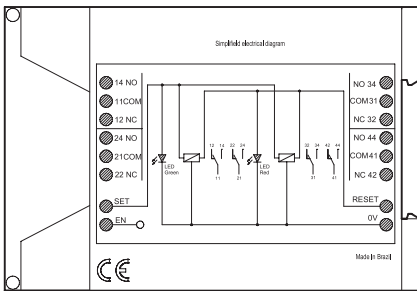 Simplifield electrical diagram
14 NO
11COM
12 NC
24 NO
21COM
22 NC
SET
EN
NO 34
COM31
NC 32
NO 44
COM41
NC 42
RESET
0V
LED
Green
12 14
11
22 24
21
LED
Red
32 34
31
42 44
41
Made In Brazil
CE